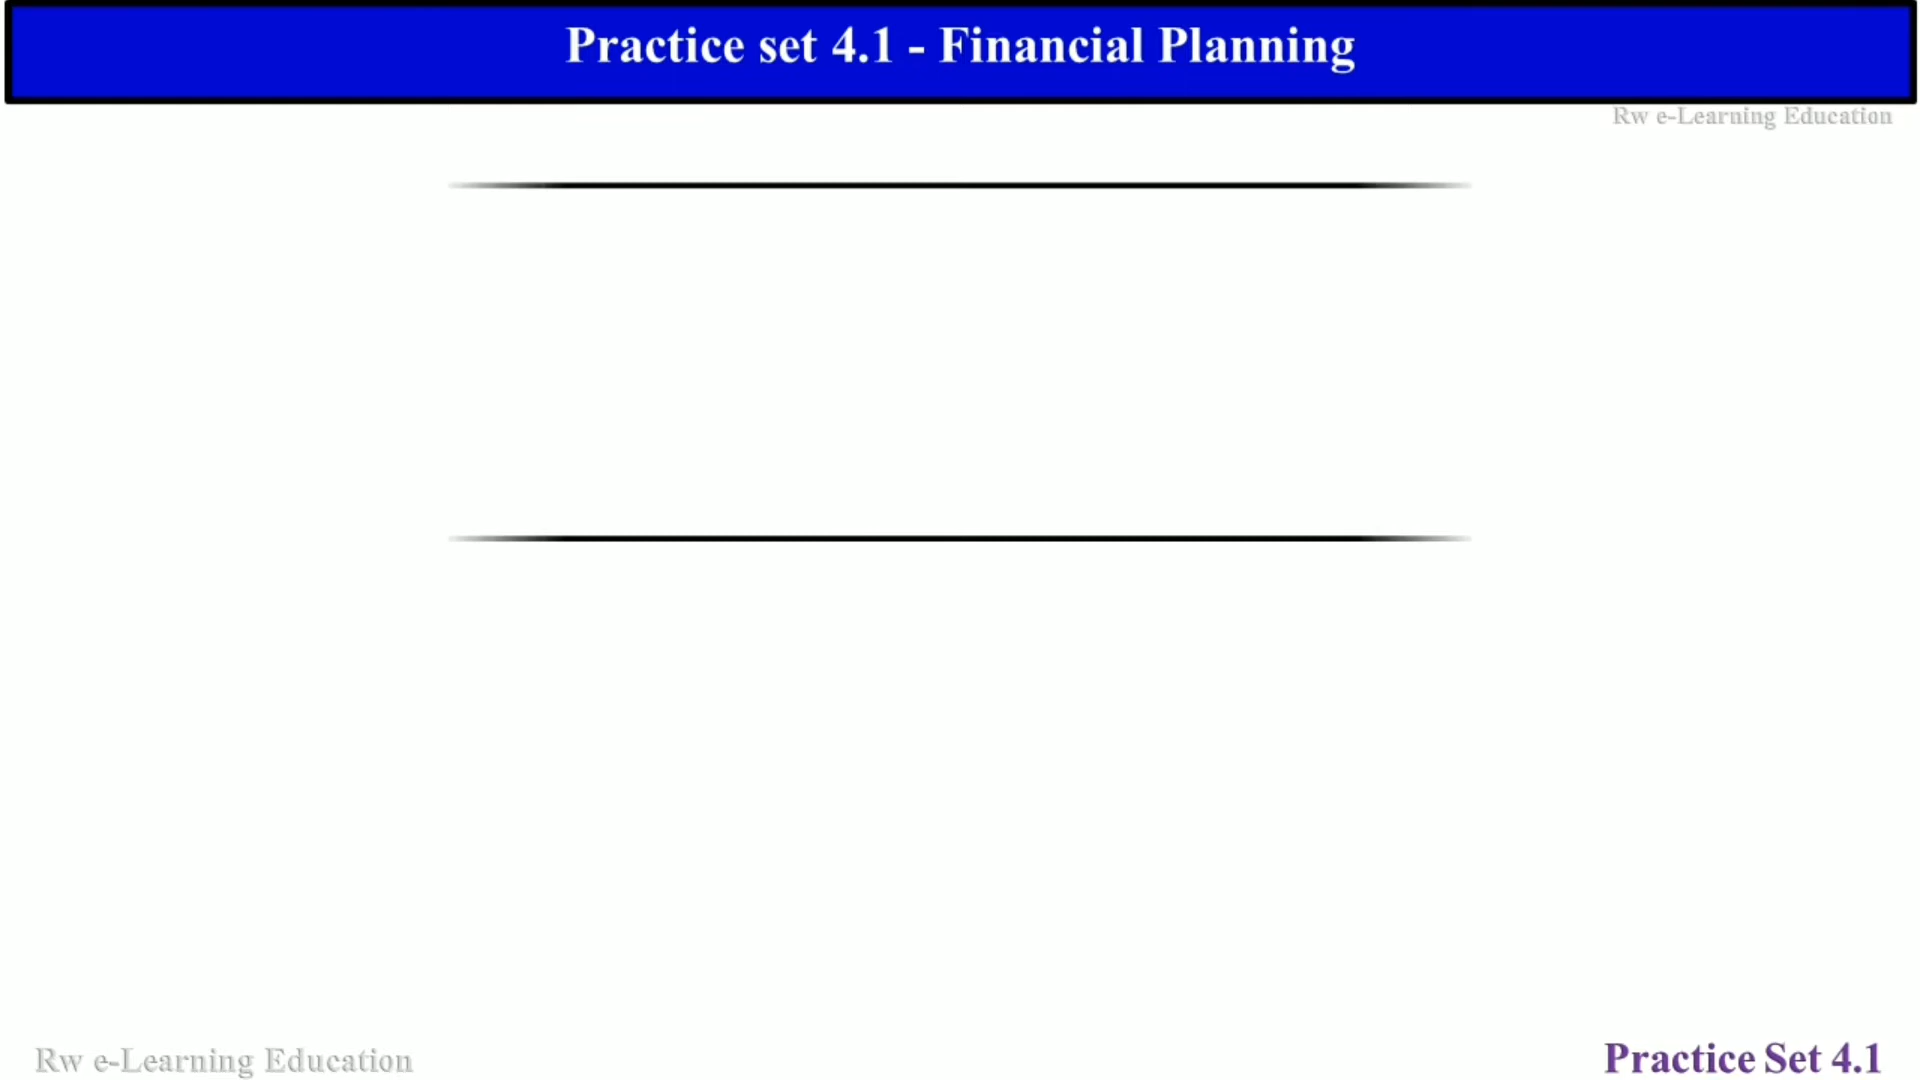 Practice set 4.1 - Financial Planning
Rw e-Learning Education
Rw e-Learning Education
Practice Set 4.1